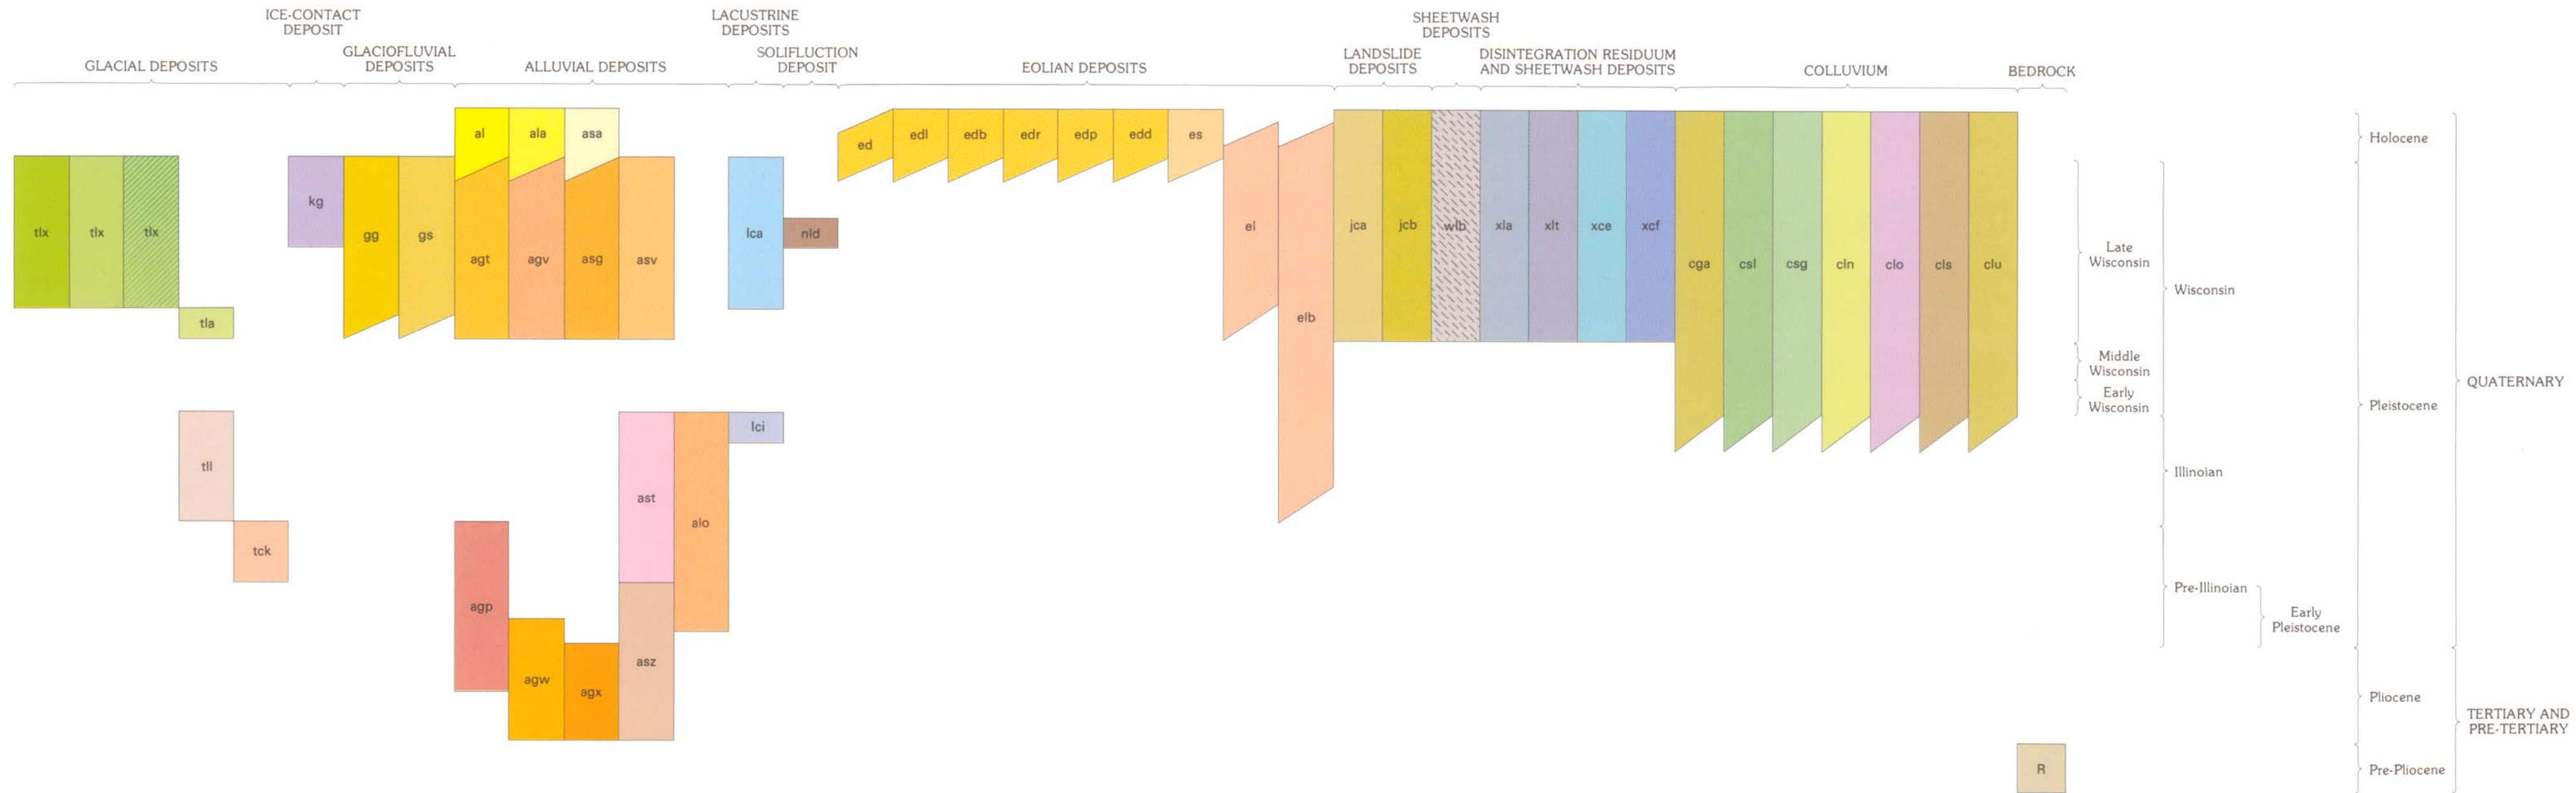 ICE-CONTACT
DEPOSIT
LACUSTRINE
DEPOSITS
SHEETWASH
DEPOSITS
GLACIAL DEPOSITS
GLACIOFLUVIAL
DEPOSITS
ALLUVIAL DEPOSITS
SOLIFLUCTION
DEPOSIT
EOLIAN DEPOSITS
LANDSLIDE
DEPOSITS
DISINTEGRATION RESIDUUM
AND SHEETWASH DEPOSITS
COLLUVIUM
BEDROCK
al
ala
asa
ed
edl
edb
edr
edp
edd
es
Holocene
tlx
tlx
tlx
kg
gg
gs
agt
agv
asg
asv
lca
nld
el
elb
jca
jcb
wlb
xla
xlt
xce
xcf
cga
csl
csg
cln
clo
cls
clu
Late
Wisconsin
Wisconsin
tla
Middle
Wisconsin
Early
Wisconsin
Pleistocene
QUATERNARY
tll
ast
alo
lci
Illinoian
tck
agp
agw
agx
asz
Pre-Illinoian
Early
Pleistocene
Pliocene
TERTIARY AND
PRE-TERTIARY
R
Pre-Pliocene